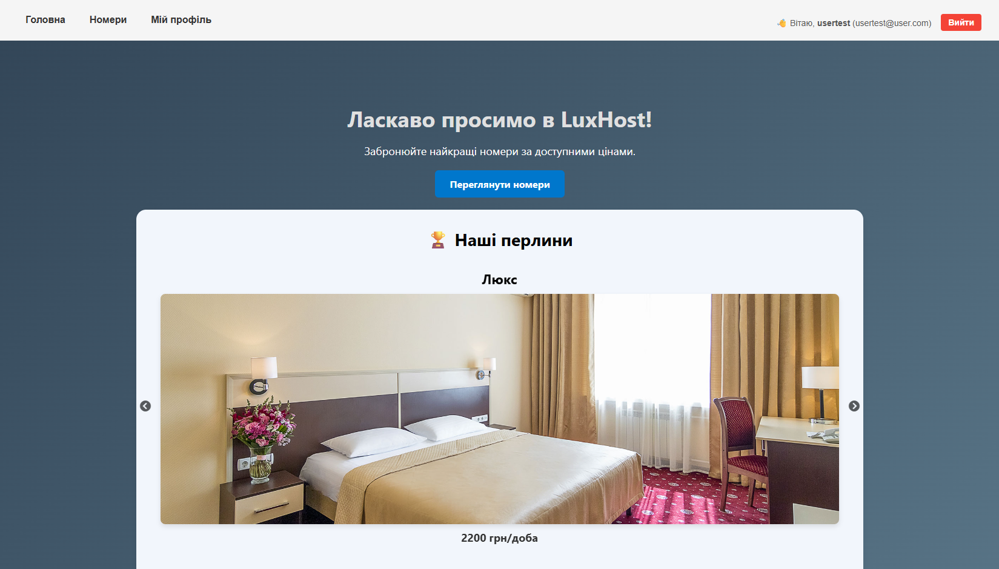 Головна
Номери
Мій профіль
👋 Вітаю, usertest (usertest@user.com)
Вийти
Ласкаво просимо в LuxHost!
Забронюйте найкращі номери за доступними цінами.
Переглянути номери
🏆 Наші перлини
Люкс
2200 грн/доба